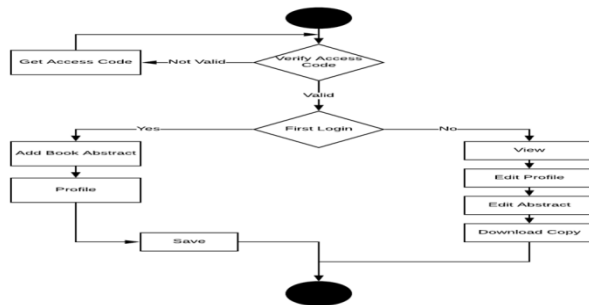 Verify Access
Code
Get Access Code
Not Valid
Valid
First Login
Yes
No
Add Book Abstract
View
Profile
Edit Profile
Edit Abstract
Download Copy
Save